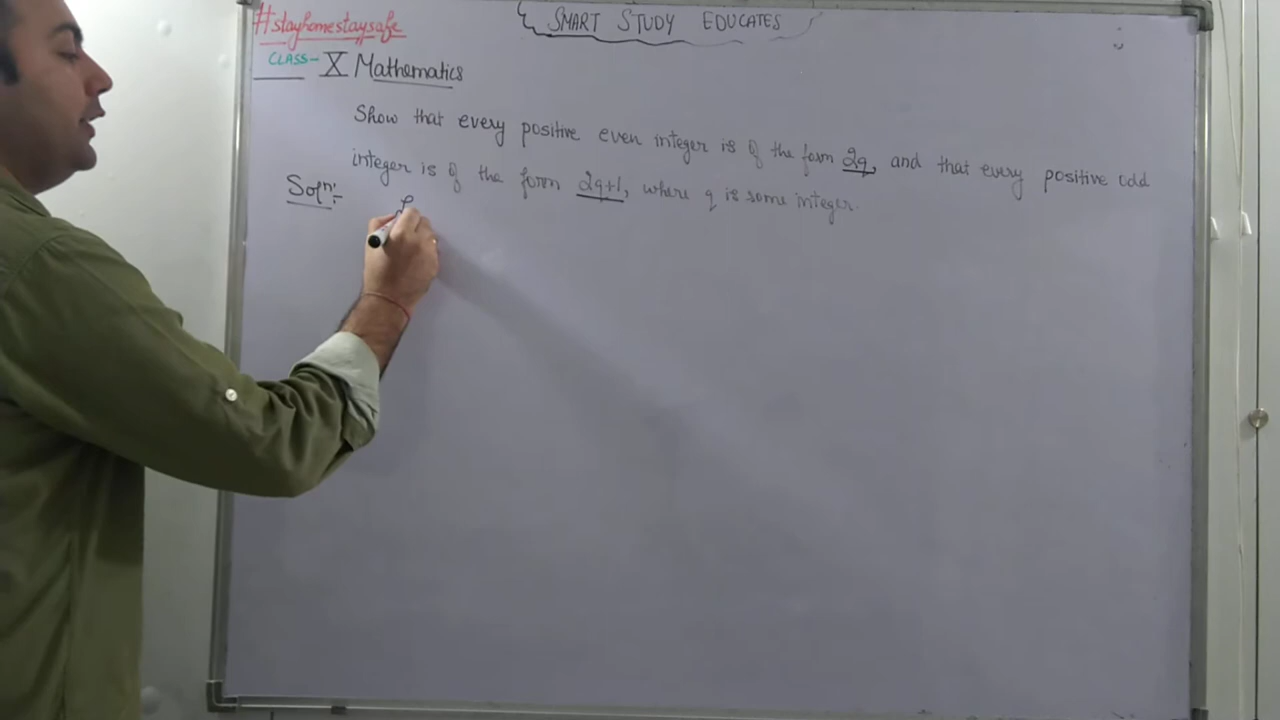 #stayhomestaysafe
SMART STUDY EDUCATES
CLASS- X Mathematics
Show that every positive even integer is of the form 2q, and that every positive odd
integer is of the form 2q+1, where q is some integer.
Solⁿ:-